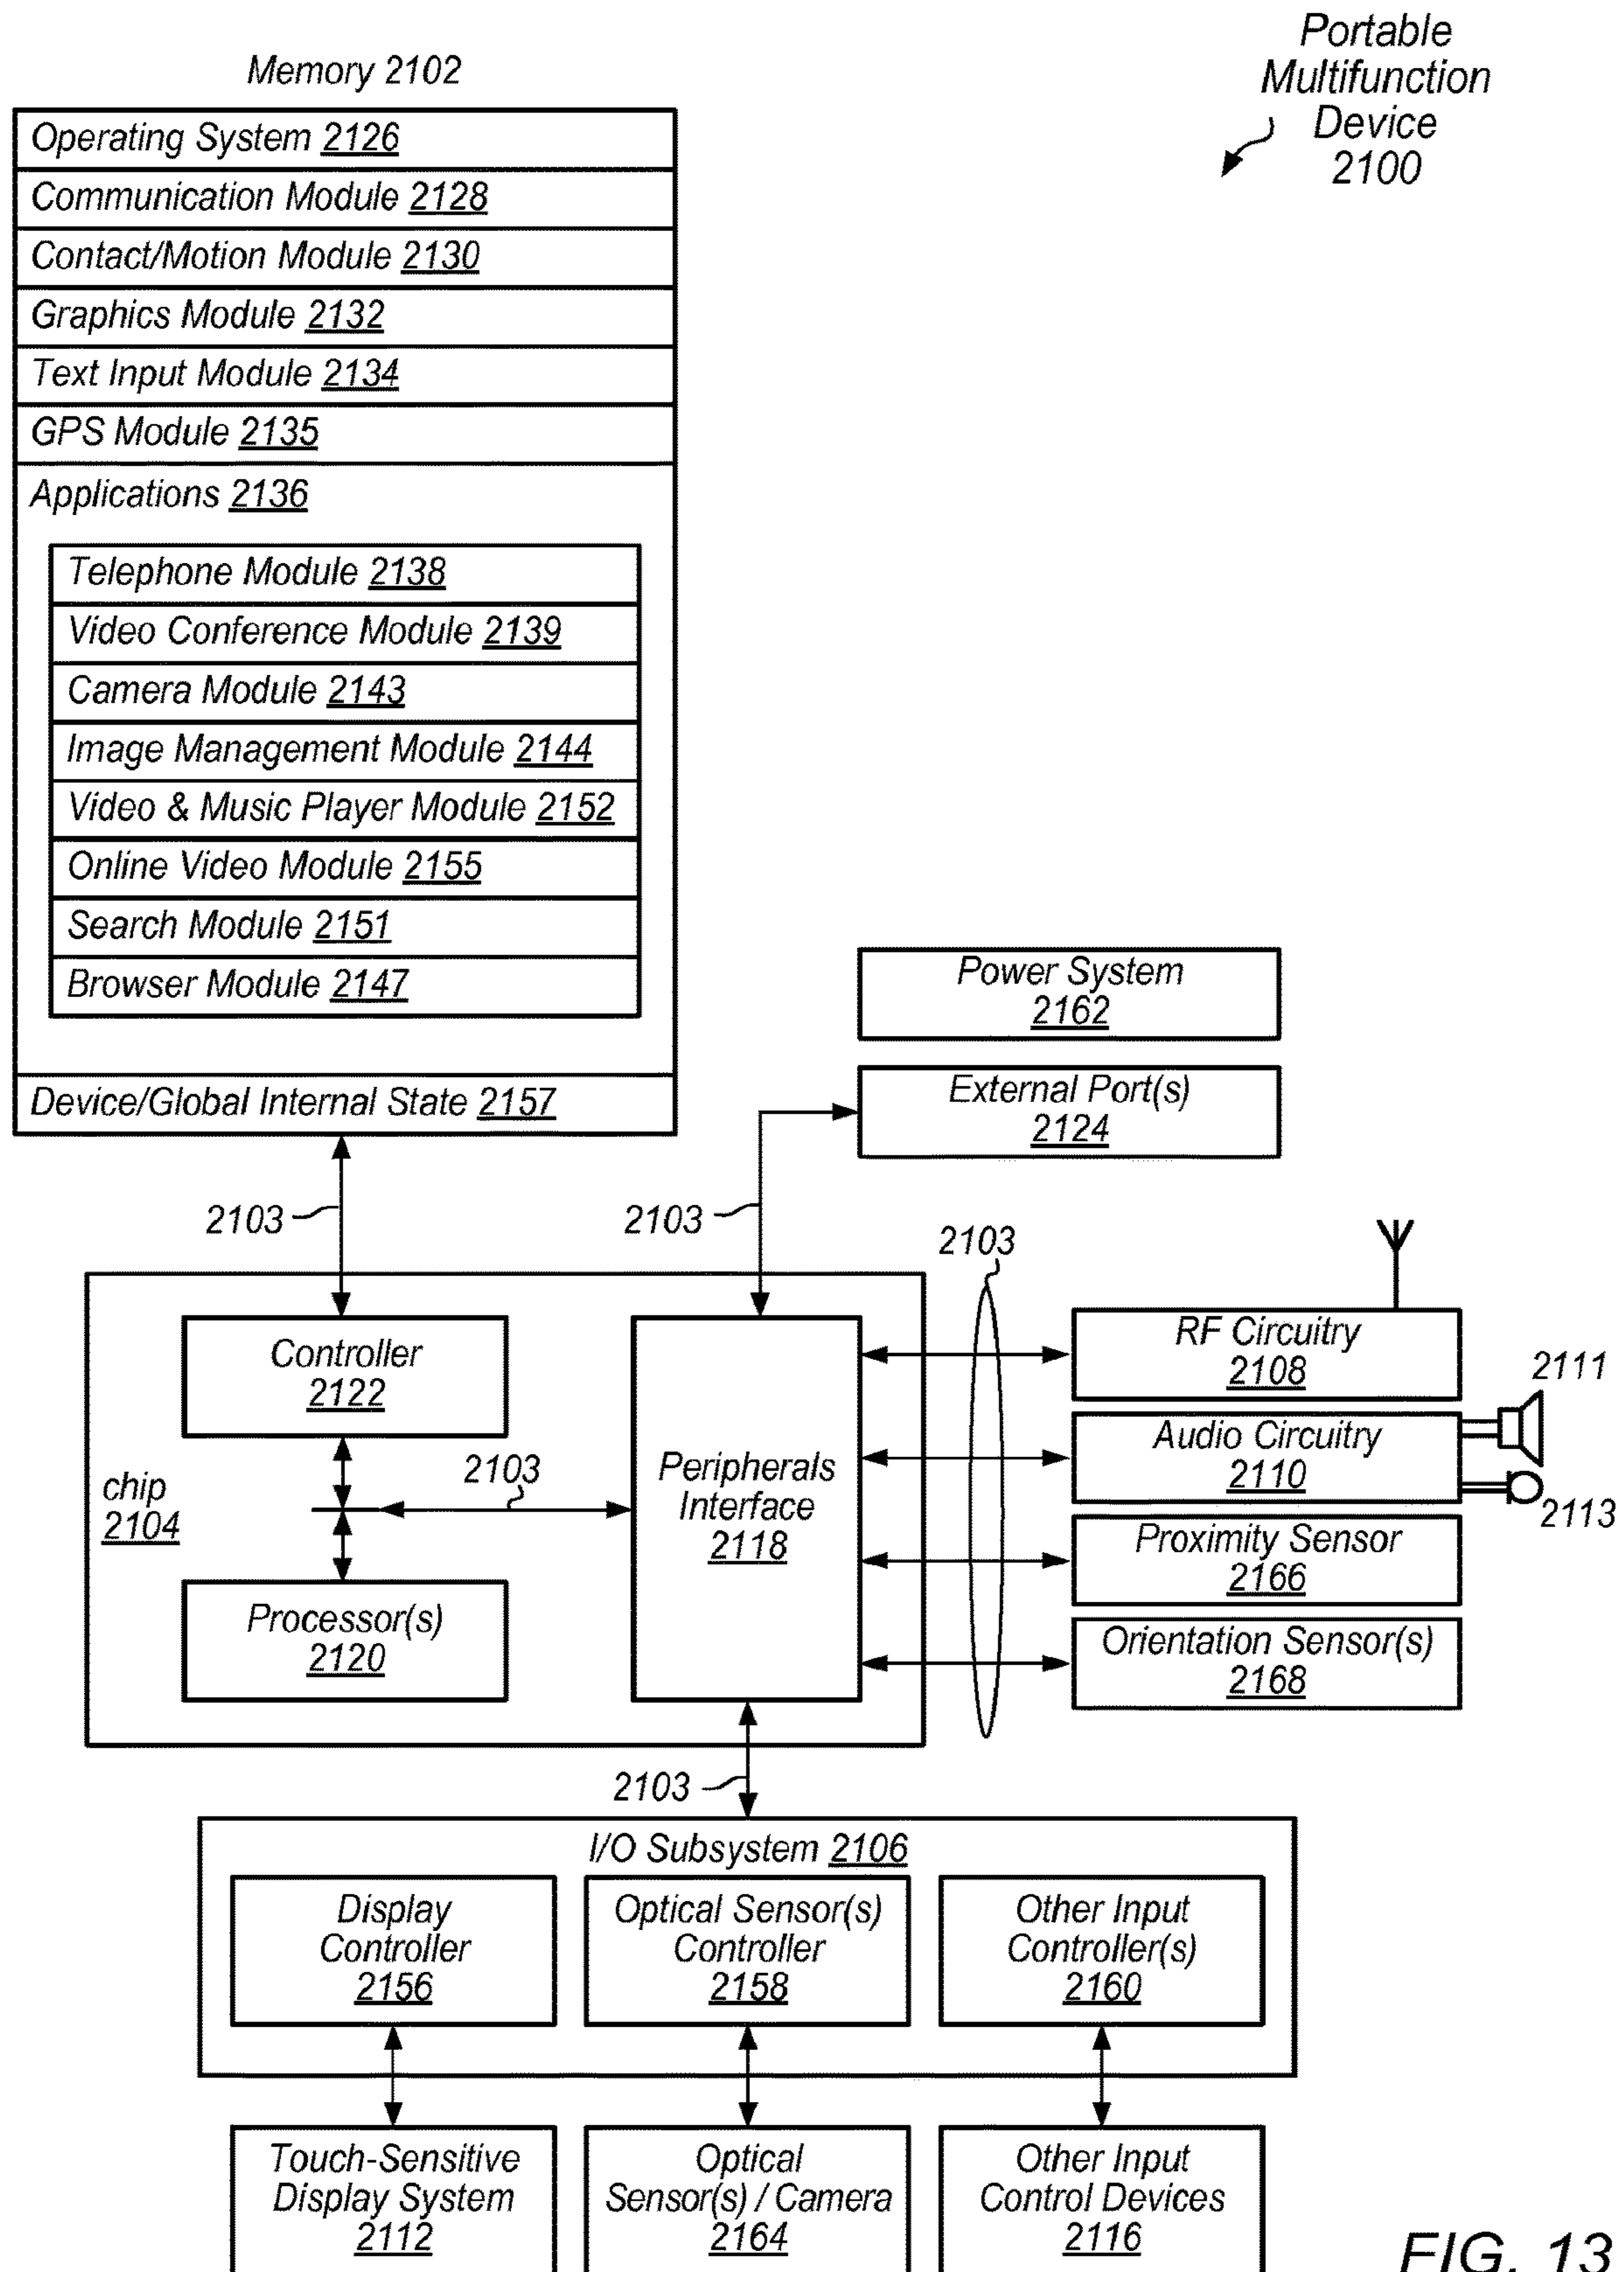 Portable
Multifunction
Device
2100
Memory 2102
Operating System 2126
Communication Module 2128
Contact/Motion Module 2130
Graphics Module 2132
Text Input Module 2134
GPS Module 2135
Applications 2136
Telephone Module 2138
Video Conference Module 2139
Camera Module 2143
Image Management Module 2144
Video & Music Player Module 2152
Online Video Module 2155
Search Module 2151
Browser Module 2147
Device/Global Internal State 2157
Power System
2162
External Port(s)
2124
2103
2103
2103
Controller
2122
chip
2104
2103
Processor(s)
2120
Peripherals
Interface
2118
RF Circuitry
2108
2111
Audio Circuitry
2110
2113
Proximity Sensor
2166
Orientation Sensor(s)
2168
2103
I/O Subsystem 2106
Display
Controller
2156
Optical Sensor(s)
Controller
2158
Other Input
Controller(s)
2160
Touch-Sensitive
Display System
2112
Optical
Sensor(s) / Camera
2164
Other Input
Control Devices
2116
FIG. 13